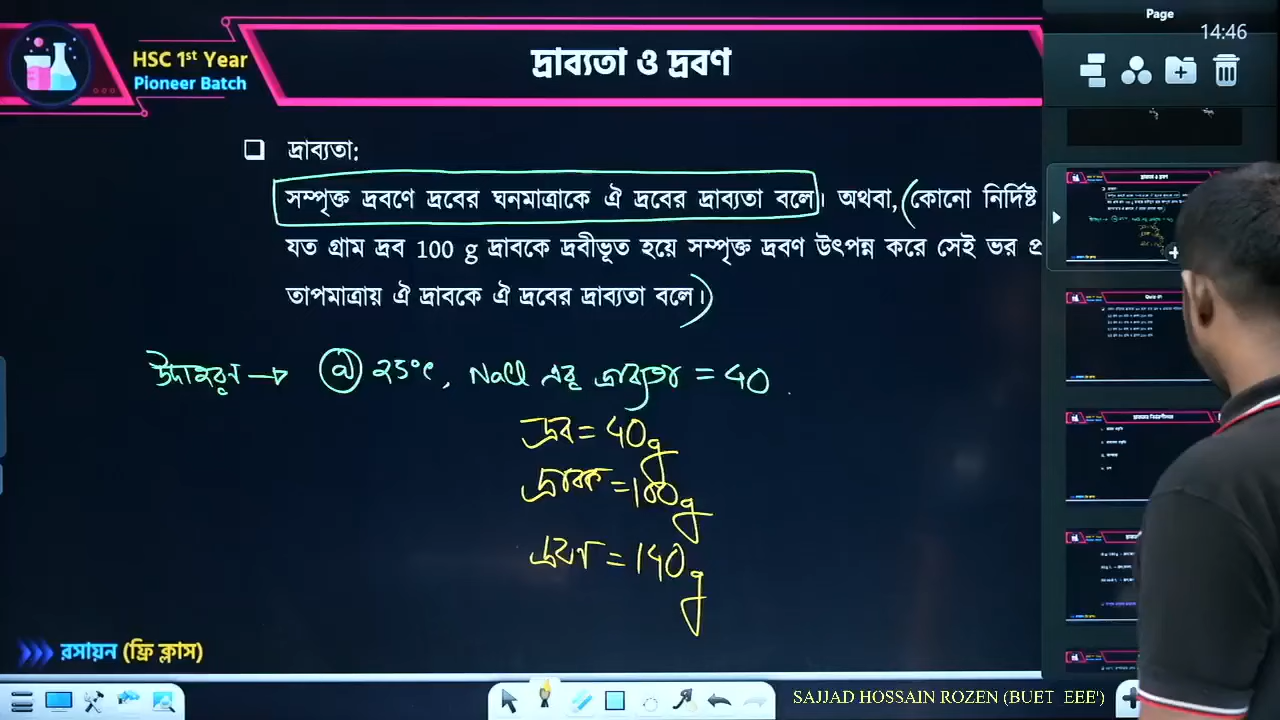 Page
14:46
HSC 1st Year
Pioneer Batch
দ্রাব্যতা ও দ্রবণ
দ্রাব্যতা:
সম্পৃক্ত দ্রবণে দ্রবের ঘনমাত্রাকে ঐ দ্রবের দ্রাব্যতা বলে। অথবা, (কোনো নির্দিষ্ট
যত গ্রাম দ্রব 100 g দ্রাবকে দ্রবীভূত হয়ে সম্পৃক্ত দ্রবণ উৎপন্ন করে সেই ভর
তাপমাত্রায় ঐ দ্রাবকে ঐ দ্রবের দ্রাব্যতা বলে।)
উদাহরণ → @ 25°C, NaCl এর দ্রাব্যতা = 40
দ্রব = 40g
দ্রাবক = 100g
দ্রবণ = 140g
রসায়ন (ফ্রি ক্লাস)
SAJJAD HOSSAIN ROZEN (BUET EEE')